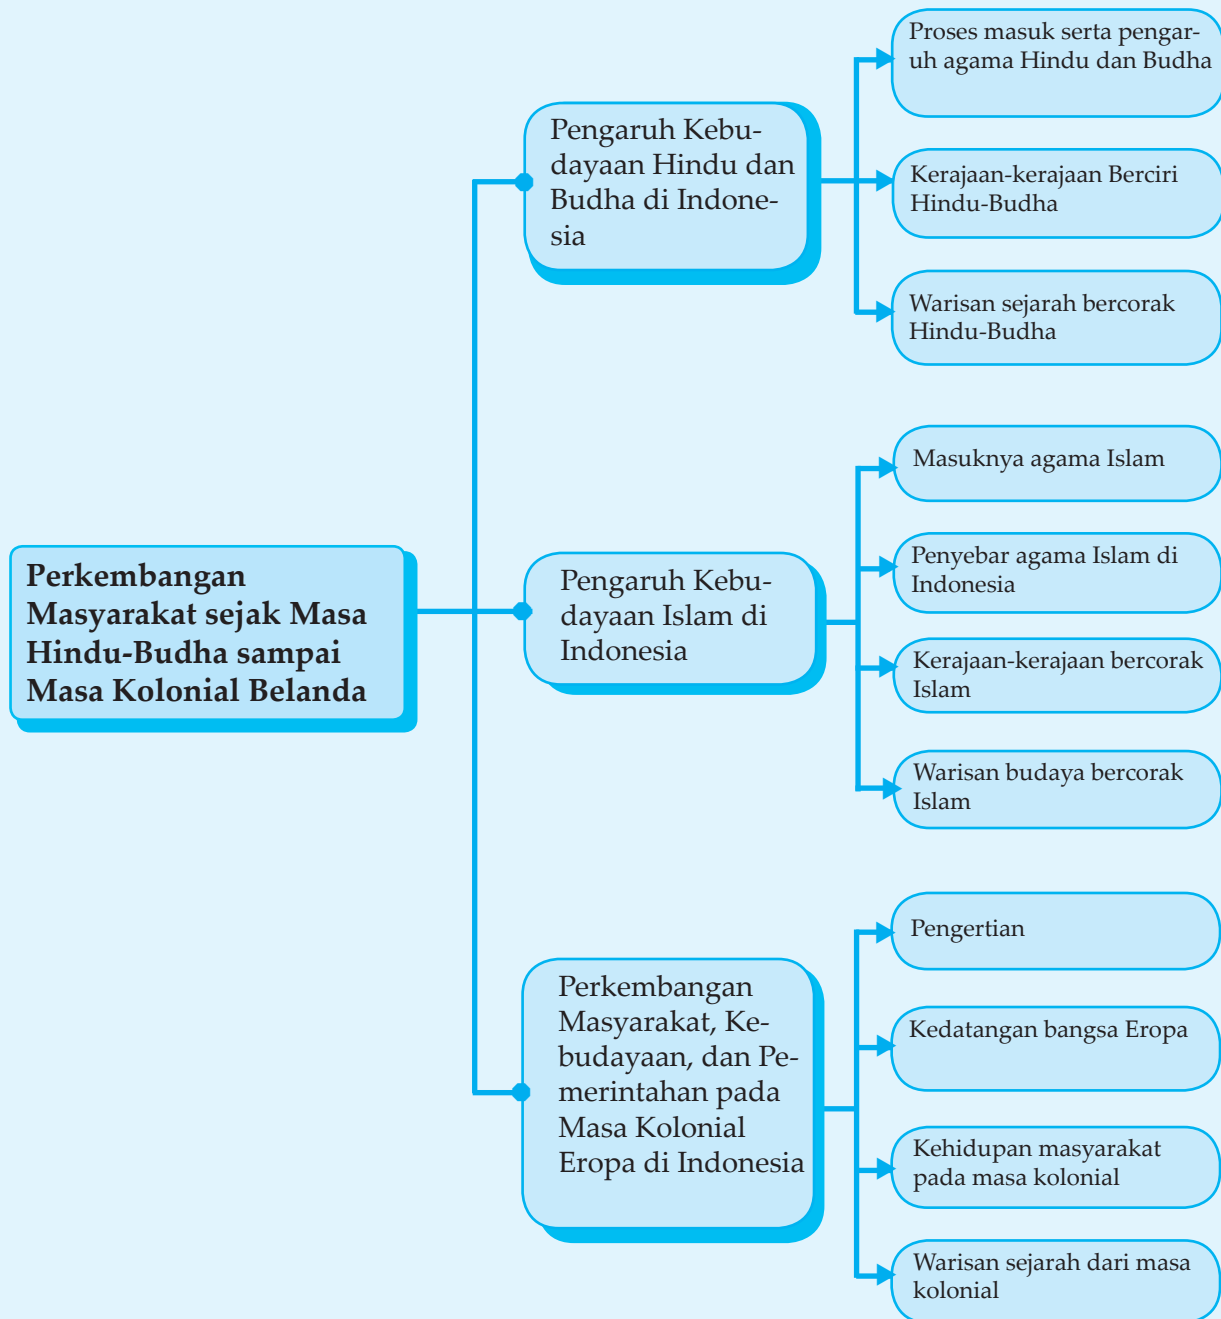 Perkembangan
Masyarakat sejak Masa
Hindu-Budha sampai
Masa Kolonial Belanda
Pengaruh Kebu-
dayaan Hindu dan
Budha di Indone-
sia
Proses masuk serta pengar-
uh agama Hindu dan Budha
Kerajaan-kerajaan Berciri
Hindu-Budha
Warisan sejarah bercorak
Hindu-Budha
Pengaruh Kebu-
dayaan Islam di
Indonesia
Masuknya agama Islam
Penyebar agama Islam di
Indonesia
Kerajaan-kerajaan bercorak
Islam
Warisan budaya bercorak
Islam
Perkembangan
Masyarakat, Ke-
budayaan, dan Pe-
merintahan pada
Masa Kolonial
Eropa di Indonesia
Pengertian
Kedatangan bangsa Eropa
Kehidupan masyarakat
pada masa kolonial
Warisan sejarah dari masa
kolonial